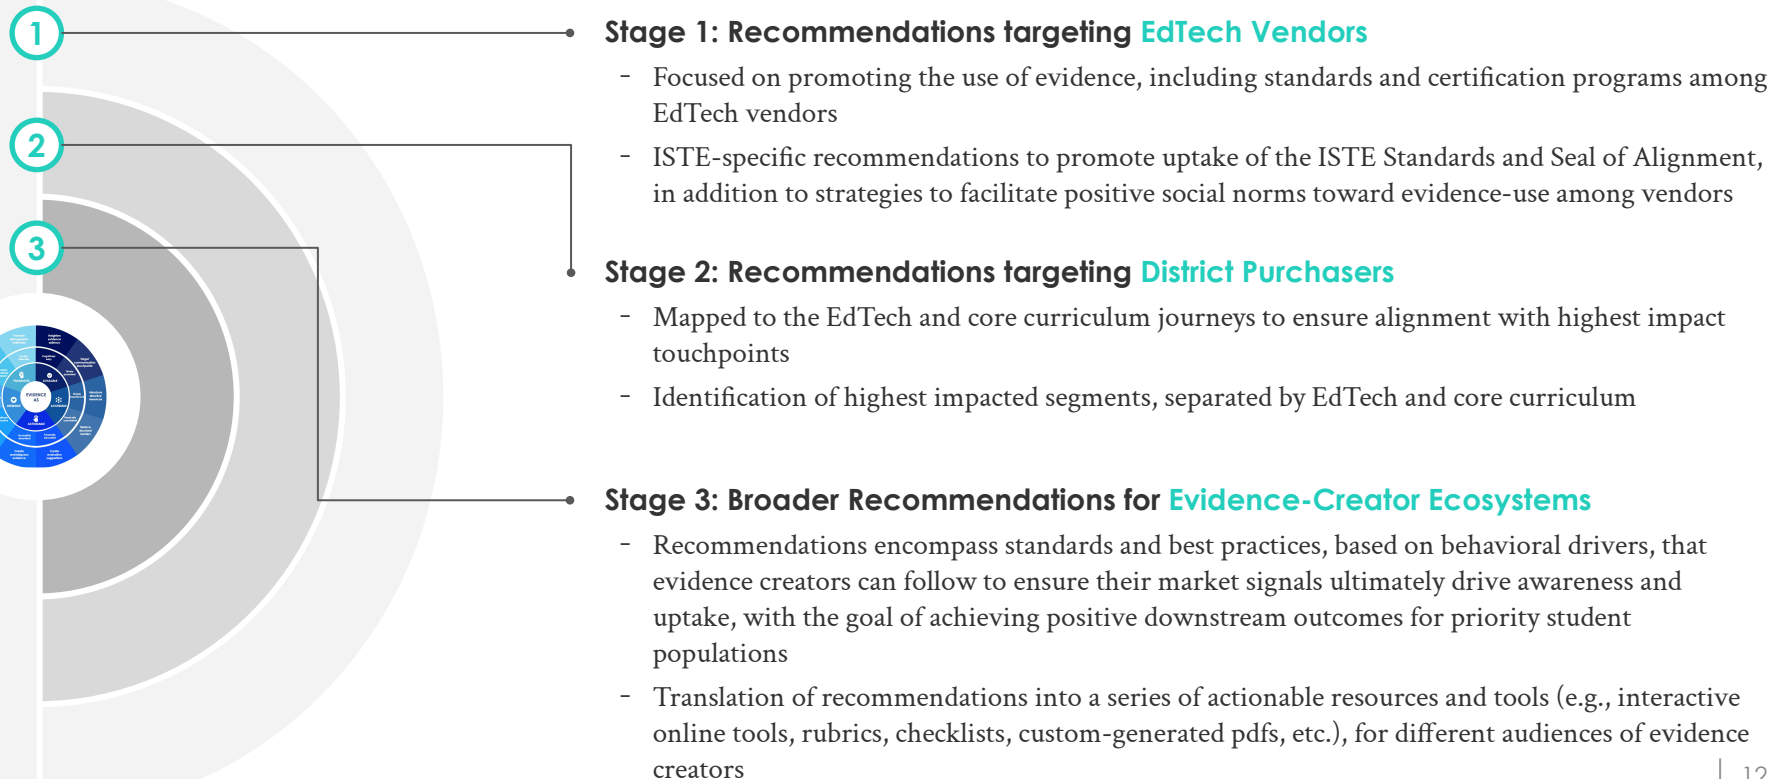 1
Stage 1: Recommendations targeting EdTech Vendors
- Focused on promoting the use of evidence, including standards and certification programs among
EdTech vendors
- ISTE-specific recommendations to promote uptake of the ISTE Standards and Seal of Alignment,
in addition to strategies to facilitate positive social norms toward evidence-use among vendors
2
Stage 2: Recommendations targeting District Purchasers
- Mapped to the EdTech and core curriculum journeys to ensure alignment with highest impact
touchpoints
- Identification of highest impacted segments, separated by EdTech and core curriculum
3
Stage 3: Broader Recommendations for Evidence-Creator Ecosystems
- Recommendations encompass standards and best practices, based on behavioral drivers, that
evidence creators can follow to ensure their market signals ultimately drive awareness and
uptake, with the goal of achieving positive downstream outcomes for priority student
populations
- Translation of recommendations into a series of actionable resources and tools (e.g., interactive
online tools, rubrics, checklists, custom-generated pdfs, etc.), for different audiences of evidence
creators
EVIDENCE
AS
12